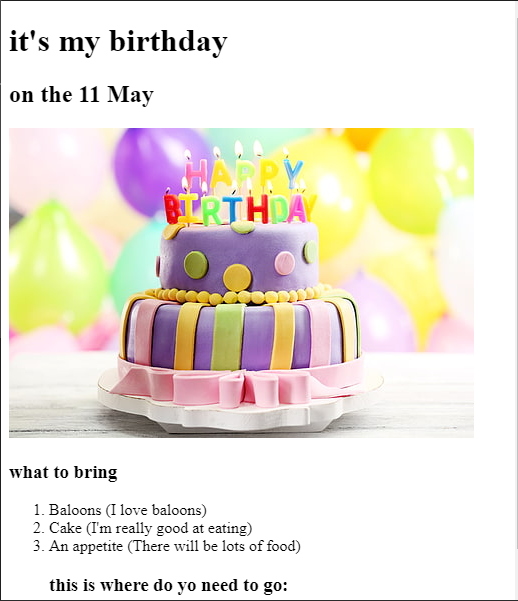 it's my birthday
on the 11 May
HAPPY
BIRTHDAY
what to bring
1. Baloons (I love baloons)
2. Cake (I'm really good at eating)
3. An appetite (There will be lots of food)
this is where do yo need to go: